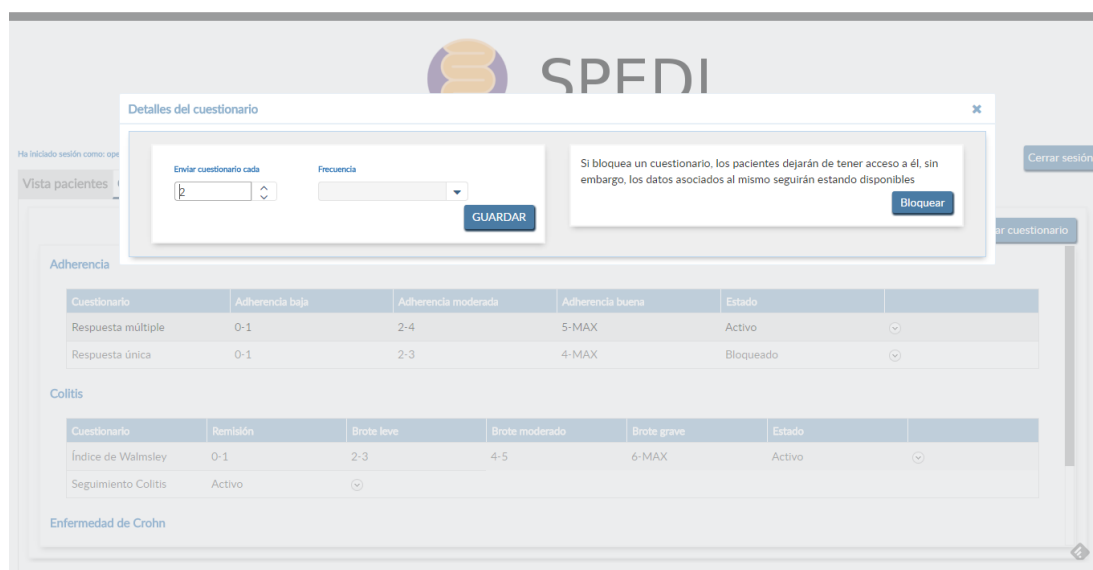 SPEDI
Detalles del cuestionario
Ha iniciado sesión como: ope
Cerrar sesión
Vista pacientes
Enviar cuestionario cada
Frecuencia
2
GUARDAR
Si bloquea un cuestionario, los pacientes dejarán de tener acceso a él, sin
embargo, los datos asociados al mismo seguirán estando disponibles
Bloquear
ar cuestionario
Adherencia
Cuestionario Adherencia baja Adherencia moderada Adherencia buena Estado
Respuesta múltiple 0-1 2-4 5-MAX Activo
Respuesta única 0-1 2-3 4-MAX Bloqueado
Colitis
Cuestionario Remisión Brote leve Brote moderado Brote grave Estado
Índice de Walmsley 0-1 2-3 4-5 6-MAX Activo
Seguimiento Colitis Activo
Enfermedad de Crohn